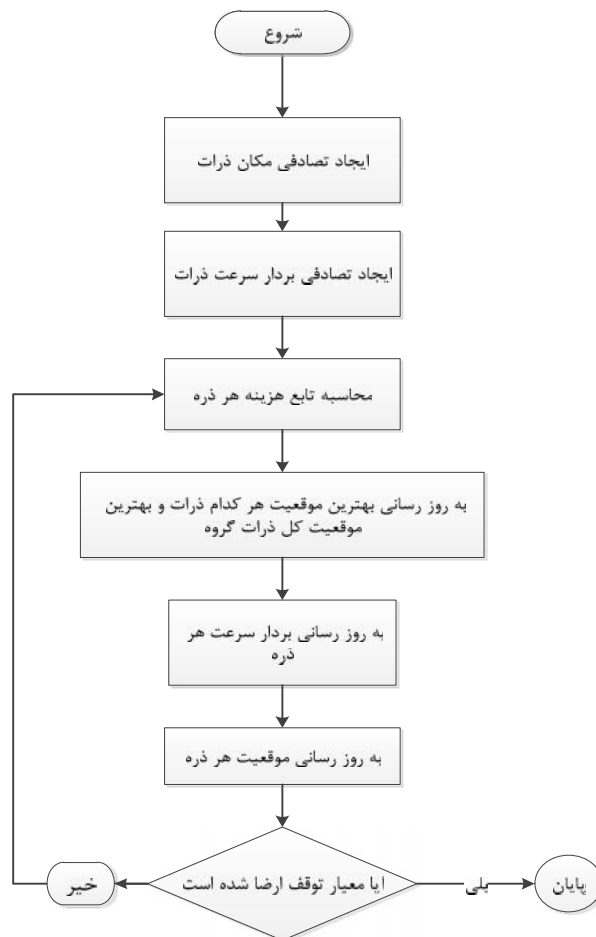 شروع
ایجاد تصادفی مکان ذرات
ایجاد تصادفی بردار سرعت ذرات
محاسبه تابع هزینه هر ذره
به روز رسانی بهترین موقعیت هر کدام ذرات و بهترین
موقعیت کل ذرات گروه
به روز رسانی بردار سرعت هر
ذره
به روز رسانی موقعیت هر ذره
ایا معیار توقف ارضا شده است
خیر
بلی
پایان